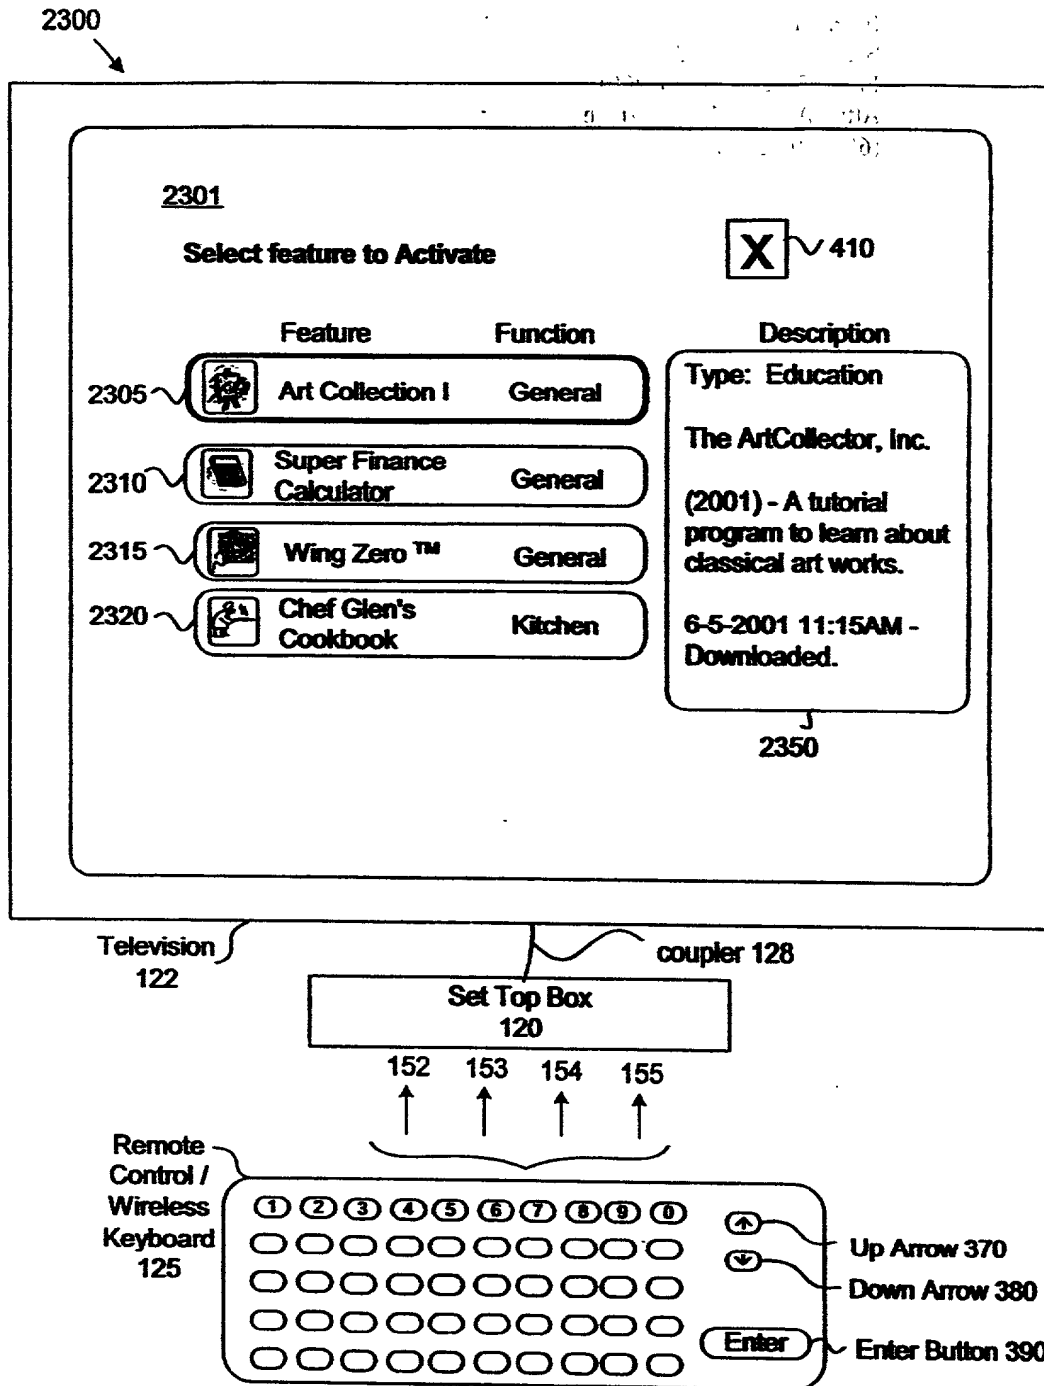 2300
2301
Select feature to Activate
X
410
Feature Function Description
2305
Art Collection I General
2310
Super Finance
Calculator
General
2315
Wing Zero ™ General
2320
Chef Glen's
Cookbook
Kitchen
Type: Education
The ArtCollector, Inc.
(2001) - A tutorial
program to learn about
classical art works.
6-5-2001 11:15AM -
Downloaded.
2350
Television
122
coupler 128
Set Top Box
120
152 153 154 155
Remote
Control /
Wireless
Keyboard
125
1 2 3 4 5 6 7 8 9 0
Up Arrow 370
Down Arrow 380
Enter
Enter Button 390